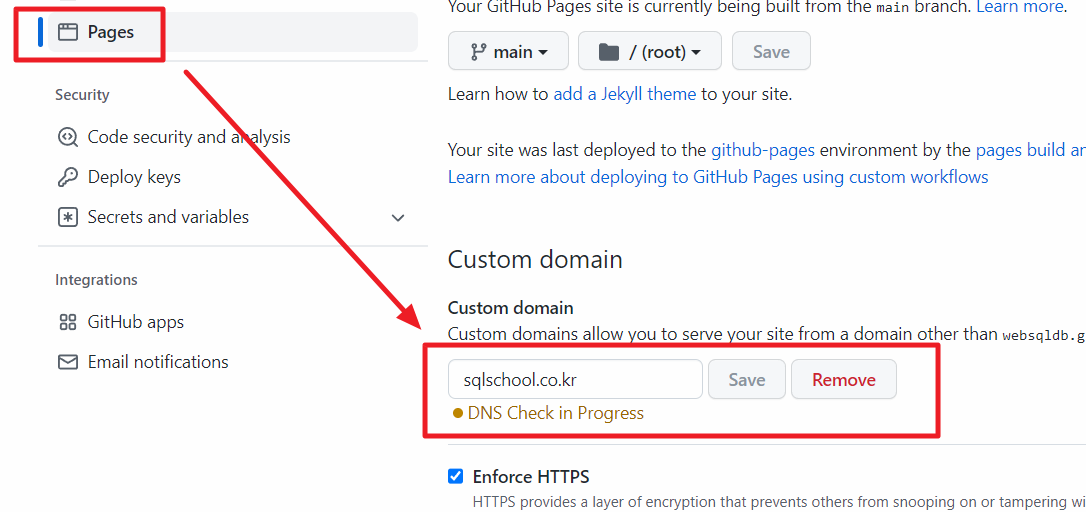 Pages
Security
Code security and analysis
Deploy keys
Secrets and variables
Integrations
GitHub apps
Email notifications
Your GitHub Pages site is currently being built from the main branch. Learn more.
main
/ (root)
Save
Learn how to add a Jekyll theme to your site.
Your site was last deployed to the github-pages environment by the pages build
Learn more about deploying to GitHub Pages using custom workflows
Custom domain
Custom domain
Custom domains allow you to serve your site from a domain other than websqldb.g
sqlschool.co.kr
Save
Remove
DNS Check in Progress
Enforce HTTPS
HTTPS provides a layer of encryption that prevents others from snooping on or tampering